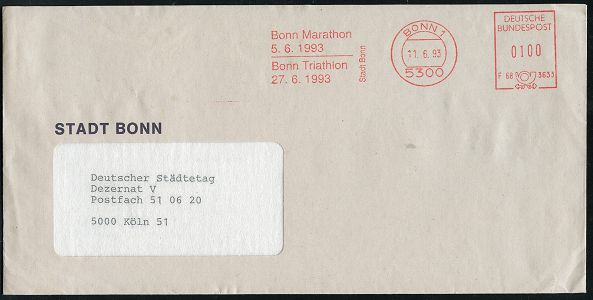 Bonn Marathon
5. 6. 1993
Bonn Triathlon
27. 6. 1993
Stadt Bonn
BONN 1
11. 6. 93
5300
DEUTSCHE
BUNDESPOST
0100
F 68 3633
STADT BONN
Deutscher Städtetag
Dezernat V
Postfach 51 06 20
5000 Köln 51